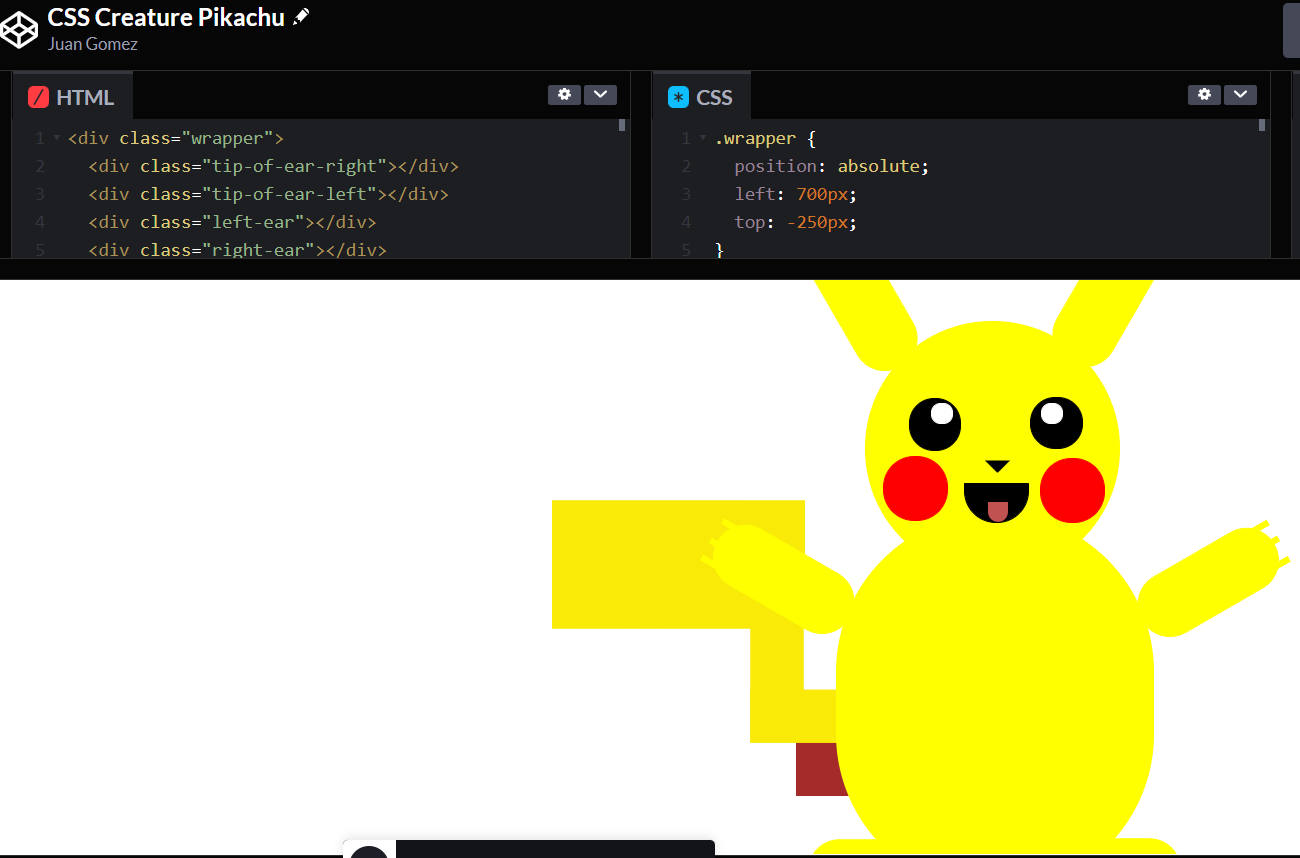 CSS Creature Pikachu
Juan Gomez
/ HTML
* CSS
1 <div class="wrapper">
2 <div class="tip-of-ear-right"></div>
3 <div class="tip-of-ear-left"></div>
4 <div class="left-ear"></div>
5 <div class="right-ear"></div>
1 .wrapper {
2 position: absolute;
3 left: 700px;
4 top: -250px;
5 }